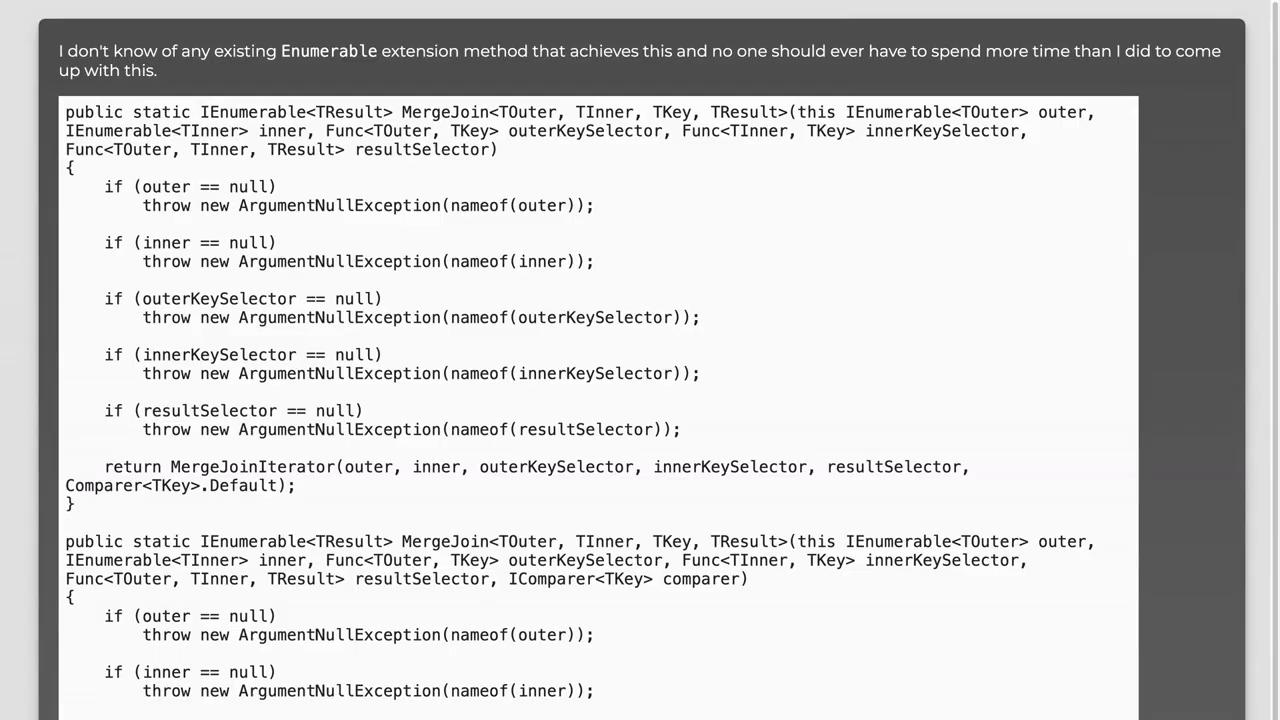 I don't know of any existing Enumerable extension method that achieves this and no one should ever have to spend more time than I did to come
up with this.
public static IEnumerable<TResult> MergeJoin<TOuter, TInner, TKey, TResult>(this IEnumerable<TOuter> outer,
IEnumerable<TInner> inner, Func<TOuter, TKey> outerKeySelector, Func<TInner, TKey> innerKeySelector,
Func<TOuter, TInner, TResult> resultSelector)
{
    if (outer == null)
        throw new ArgumentNullException(nameof(outer));
    if (inner == null)
        throw new ArgumentNullException(nameof(inner));
    if (outerKeySelector == null)
        throw new ArgumentNullException(nameof(outerKeySelector));
    if (innerKeySelector == null)
        throw new ArgumentNullException(nameof(innerKeySelector));
    if (resultSelector == null)
        throw new ArgumentNullException(nameof(resultSelector));
    return MergeJoinIterator(outer, inner, outerKeySelector, innerKeySelector, resultSelector,
Comparer<TKey>.Default);
}
public static IEnumerable<TResult> MergeJoin<TOuter, TInner, TKey, TResult>(this IEnumerable<TOuter> outer,
IEnumerable<TInner> inner, Func<TOuter, TKey> outerKeySelector, Func<TInner, TKey> innerKeySelector,
Func<TOuter, TInner, TResult> resultSelector, IComparer<TKey> comparer)
{
    if (outer == null)
        throw new ArgumentNullException(nameof(outer));
    if (inner == null)
        throw new ArgumentNullException(nameof(inner));